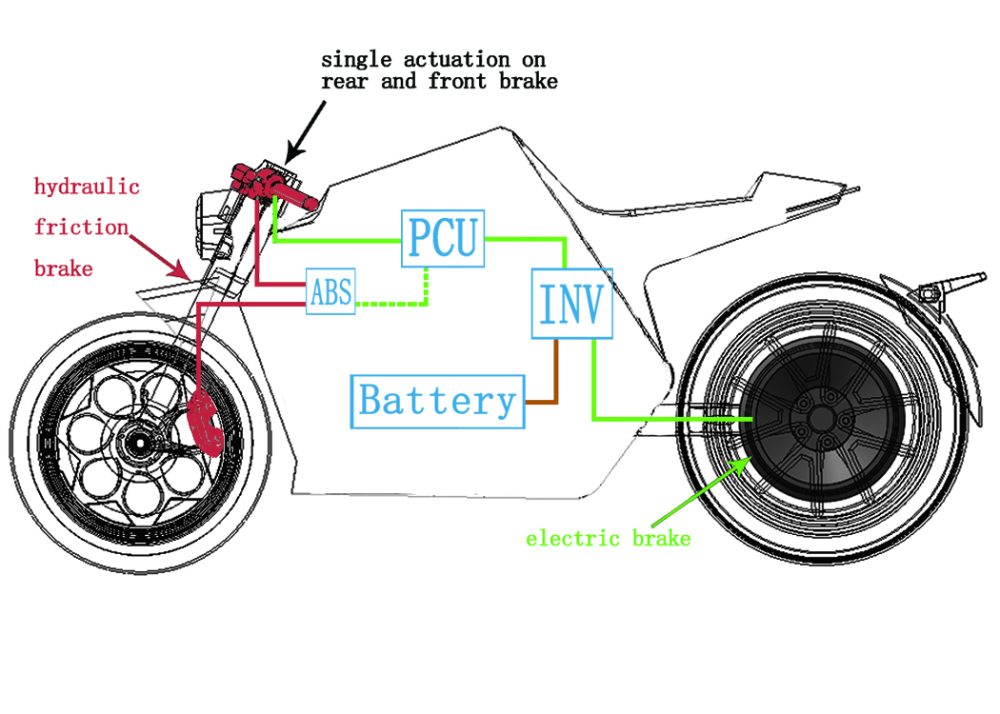 single actuation on
rear and front brake
hydraulic
friction
brake
PCU
ABS
INV
Battery
electric brake